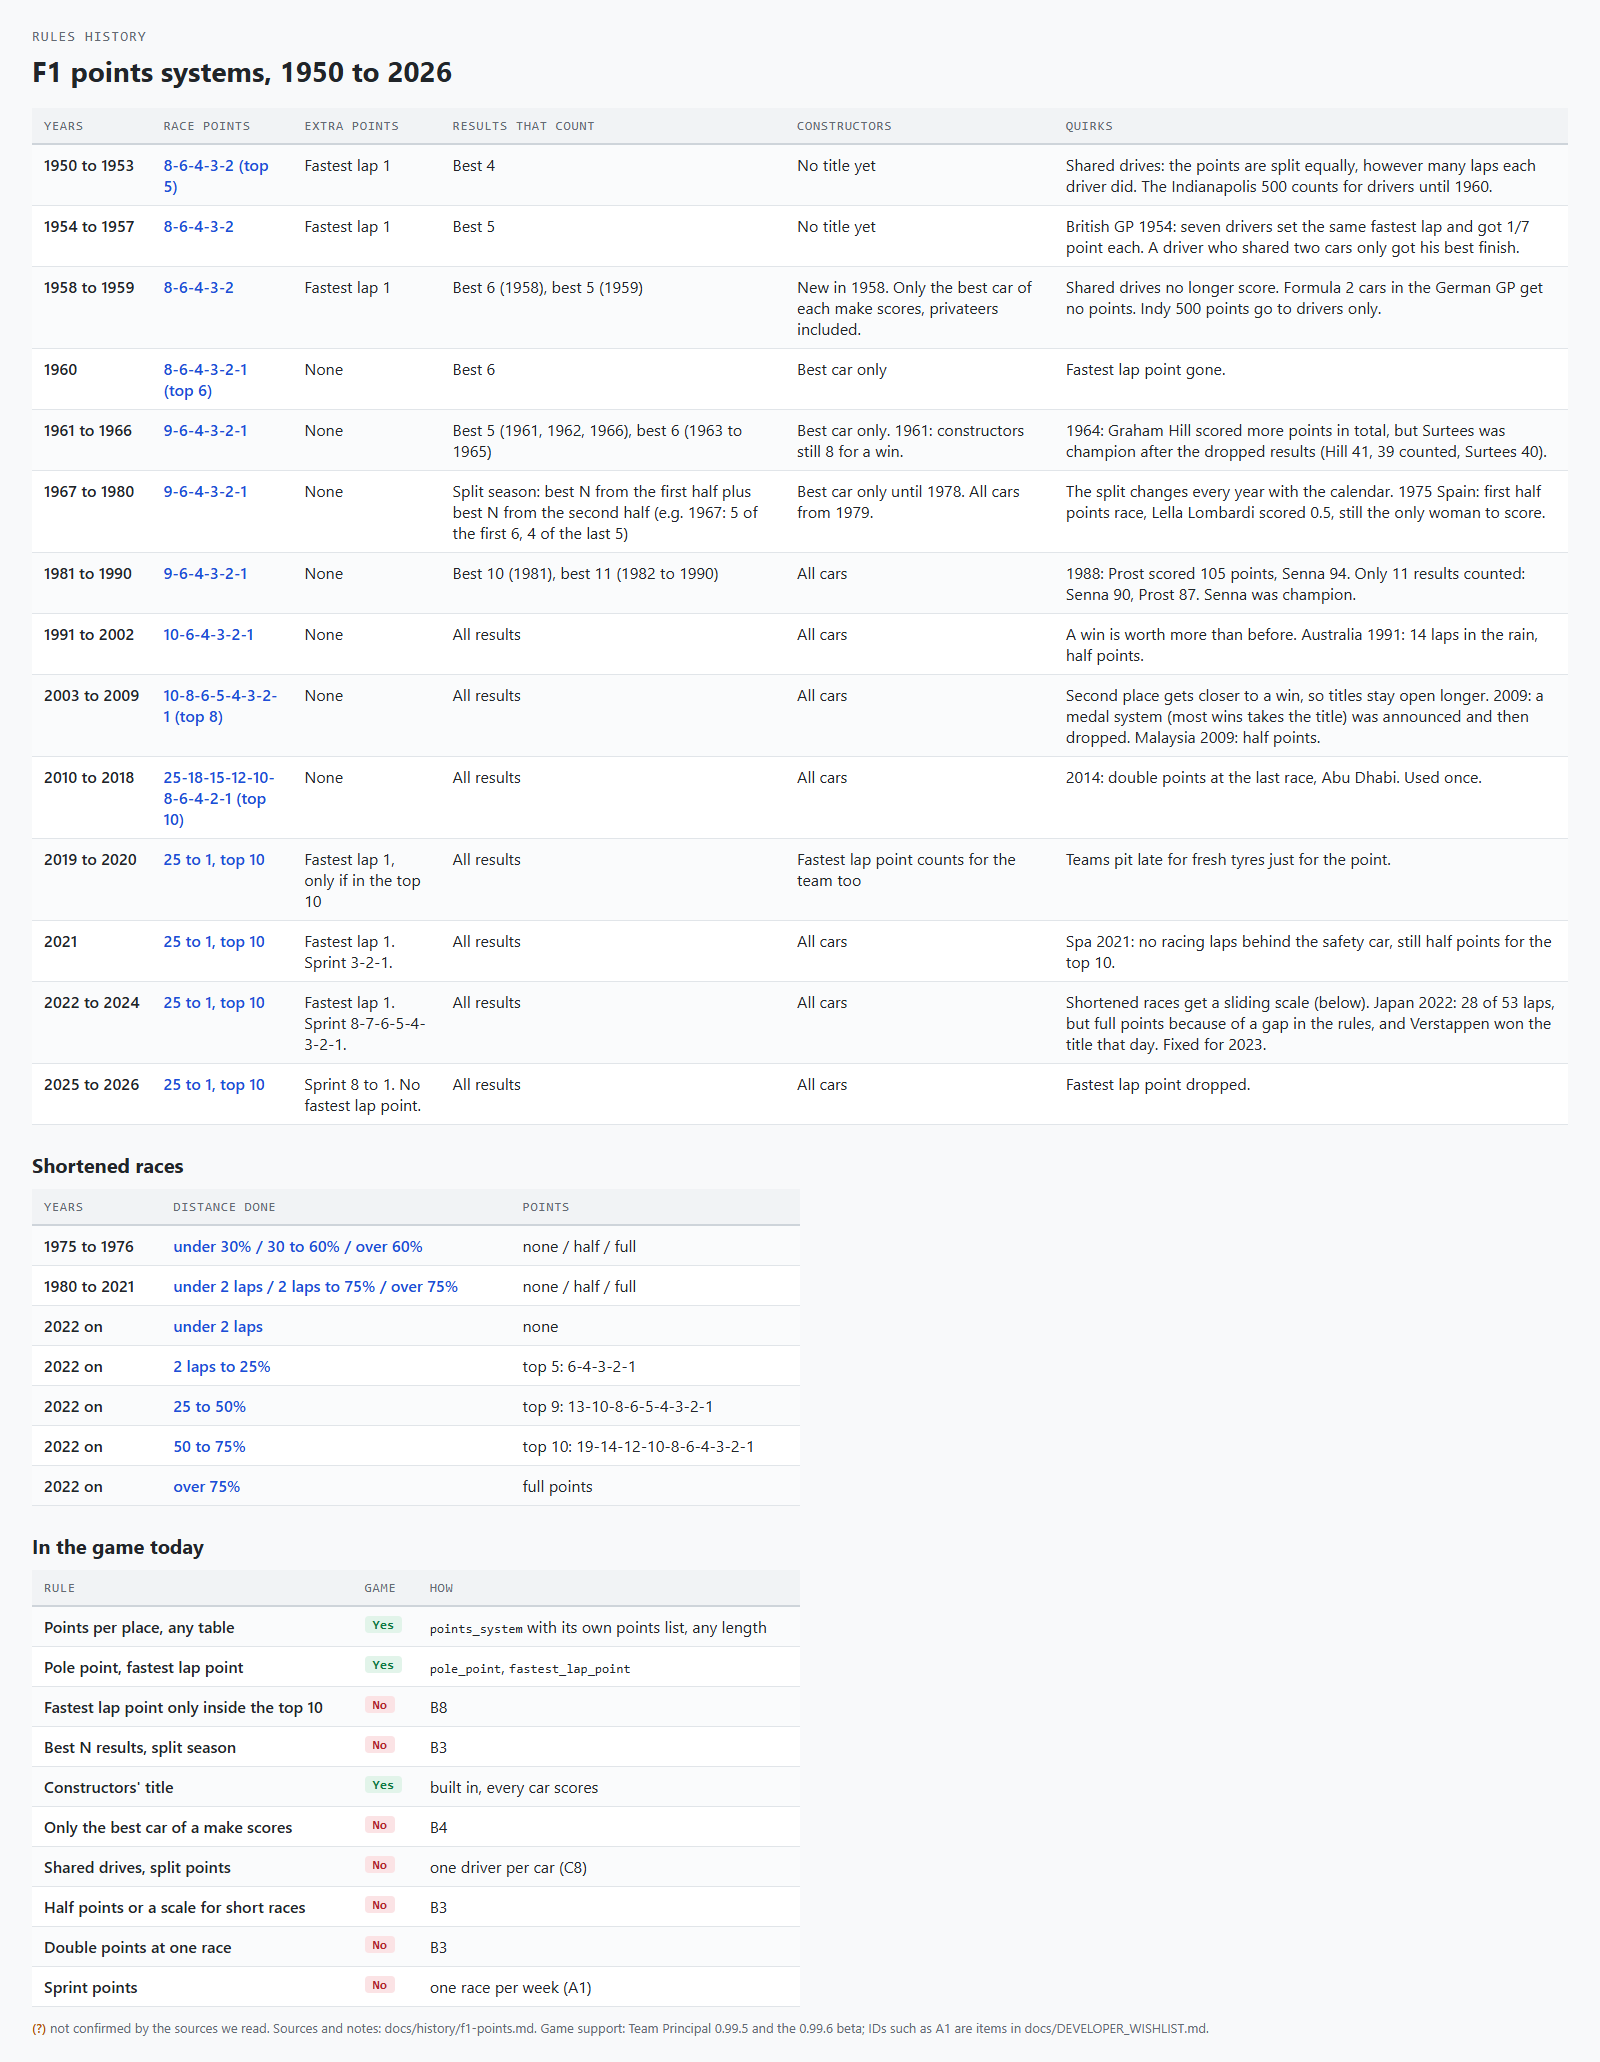 RULES HISTORY
F1 points systems, 1950 to 2026
YEARS RACE POINTS EXTRA POINTS RESULTS THAT COUNT CONSTRUCTORS QUIRKS
1950 to 1953 8-6-4-3-2 (top Fastest lap 1 Best 4 No title yet Shared drives: the points are split equally, however many laps each
5) driver did. The Indianapolis 500 counts for drivers until 1960.
1954 to 1957 8-6-4-3-2 Fastest lap 1 Best 5 No title yet British GP 1954: seven drivers set the same fastest lap and got 1/7
point each. A driver who shared two cars only got his best finish.
1958 to 1959 8-6-4-3-2 Fastest lap 1 Best 6 (1958), best 5 (1959) New in 1958. Only the best car of Shared drives no longer score. Formula 2 cars in the German GP get
each make scores, privateers no points. Indy 500 points go to drivers only.
included.
1960 8-6-4-3-2-1 None Best 6 Best car only Fastest lap point gone.
(top 6)
1961 to 1966 9-6-4-3-2-1 None Best 5 (1961, 1962, 1966), best 6 (1963 to Best car only. 1961: constructors 1964: Graham Hill scored more points in total, but Surtees was
1965) still 8 for a win. champion after the dropped results (Hill 41, 39 counted, Surtees 40).
1967 to 1980 9-6-4-3-2-1 None Split season: best N from the first half plus Best car only until 1978. All cars The split changes every year with the calendar. 1975 Spain: first half
best N from the second half (e.g. 1967: 5 of from 1979. points race, Lella Lombardi scored 0.5, still the only woman to score.
the first 6, 4 of the last 5)
1981 to 1990 9-6-4-3-2-1 None Best 10 (1981), best 11 (1982 to 1990) All cars 1988: Prost scored 105 points, Senna 94. Only 11 results counted:
Senna 90, Prost 87. Senna was champion.
1991 to 2002 10-6-4-3-2-1 None All results All cars A win is worth more than before. Australia 1991: 14 laps in the rain,
half points.
2003 to 2009 10-8-6-5-4-3-2- None All results All cars Second place gets closer to a win, so titles stay open longer. 2009: a
1 (top 8) medal system (most wins takes the title) was announced and then
dropped. Malaysia 2009: half points.
2010 to 2018 25-18-15-12-10- None All results All cars 2014: double points at the last race, Abu Dhabi. Used once.
8-6-4-2-1 (top
10)
2019 to 2020 25 to 1, top 10 Fastest lap 1, All results Fastest lap point counts for the Teams pit late for fresh tyres just for the point.
only if in the top team too
10
2021 25 to 1, top 10 Fastest lap 1. All results All cars Spa 2021: no racing laps behind the safety car, still half points for the
Sprint 3-2-1. top 10.
2022 to 2024 25 to 1, top 10 Fastest lap 1. All results All cars Shortened races get a sliding scale (below). Japan 2022: 28 of 53 laps,
Sprint 8-7-6-5-4- but full points because of a gap in the rules, and Verstappen won the
3-2-1. title that day. Fixed for 2023.
2025 to 2026 25 to 1, top 10 Sprint 8 to 1. No All results All cars Fastest lap point dropped.
fastest lap point.
Shortened races
YEARS DISTANCE DONE POINTS
1975 to 1976 under 30% / 30 to 60% / over 60% none / half / full
1980 to 2021 under 2 laps / 2 laps to 75% / over 75% none / half / full
2022 on under 2 laps none
2022 on 2 laps to 25% top 5: 6-4-3-2-1
2022 on 25 to 50% top 9: 13-10-8-6-5-4-3-2-1
2022 on 50 to 75% top 10: 19-14-12-10-8-6-4-3-2-1
2022 on over 75% full points
In the game today
RULE GAME HOW
Points per place, any table Yes points_system with its own points list, any length
Pole point, fastest lap point Yes pole_point, fastest_lap_point
Fastest lap point only inside the top 10 No B8
Best N results, split season No B3
Constructors' title Yes built in, every car scores
Only the best car of a make scores No B4
Shared drives, split points No one driver per car (C8)
Half points or a scale for short races No B3
Double points at one race No B3
Sprint points No one race per week (A1)
(?) not confirmed by the sources we read. Sources and notes: docs/history/f1-points.md. Game support: Team Principal 0.99.5 and the 0.99.6 beta; IDs such as A1 are items in docs/DEVELOPER_WISHLIST.md.